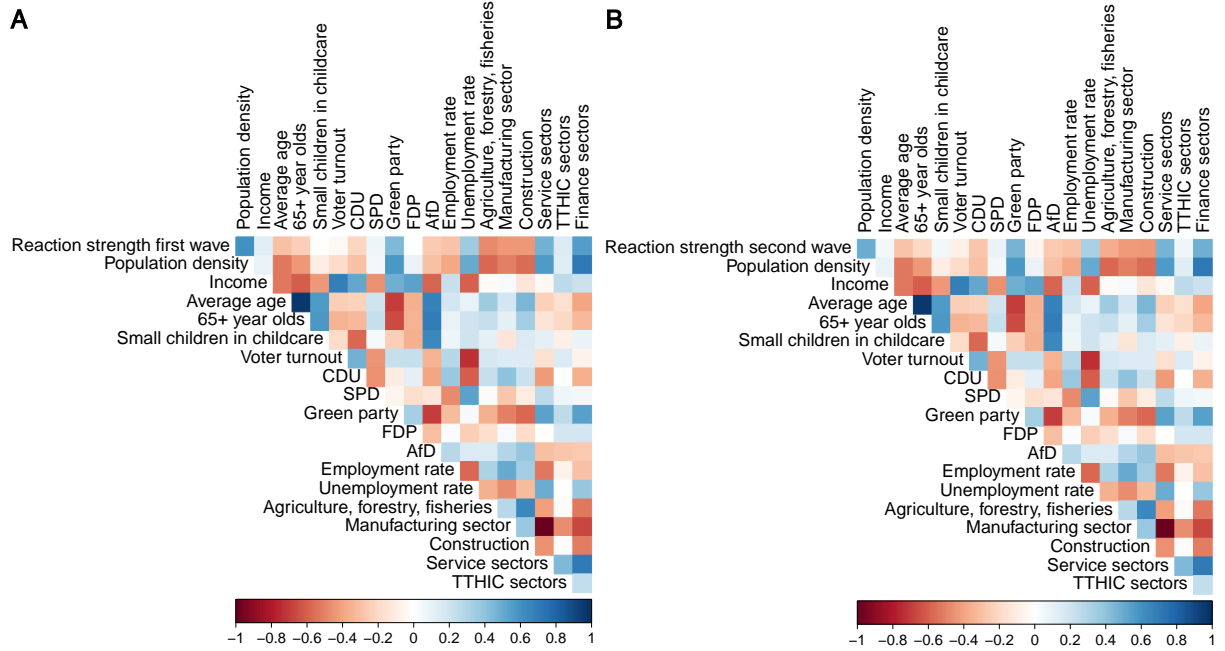 A
Population density
Income
Average age
65+ year olds
Small children in childcare
Voter turnout
CDU
SPD
Green party
FDP
AfD
Employment rate
Unemployment rate
Agriculture, forestry, fisheries
Manufacturing sector
Construction
Service sectors
TTHIC sectors
Finance sectors
Reaction strength first wave
Population density
Income
Average age
65+ year olds
Small children in childcare
Voter turnout
CDU
SPD
Green party
FDP
AfD
Employment rate
Unemployment rate
Agriculture, forestry, fisheries
Manufacturing sector
Construction
Service sectors
TTHIC sectors
−1 −0.8 −0.6 −0.4 −0.2 0 0.2 0.4 0.6 0.8 1
B
Population density
Income
Average age
65+ year olds
Small children in childcare
Voter turnout
CDU
SPD
Green party
FDP
AfD
Employment rate
Unemployment rate
Agriculture, forestry, fisheries
Manufacturing sector
Construction
Service sectors
TTHIC sectors
Finance sectors
Reaction strength second wave
Population density
Income
Average age
65+ year olds
Small children in childcare
Voter turnout
CDU
SPD
Green party
FDP
AfD
Employment rate
Unemployment rate
Agriculture, forestry, fisheries
Manufacturing sector
Construction
Service sectors
TTHIC sectors
−1 −0.8 −0.6 −0.4 −0.2 0 0.2 0.4 0.6 0.8 1